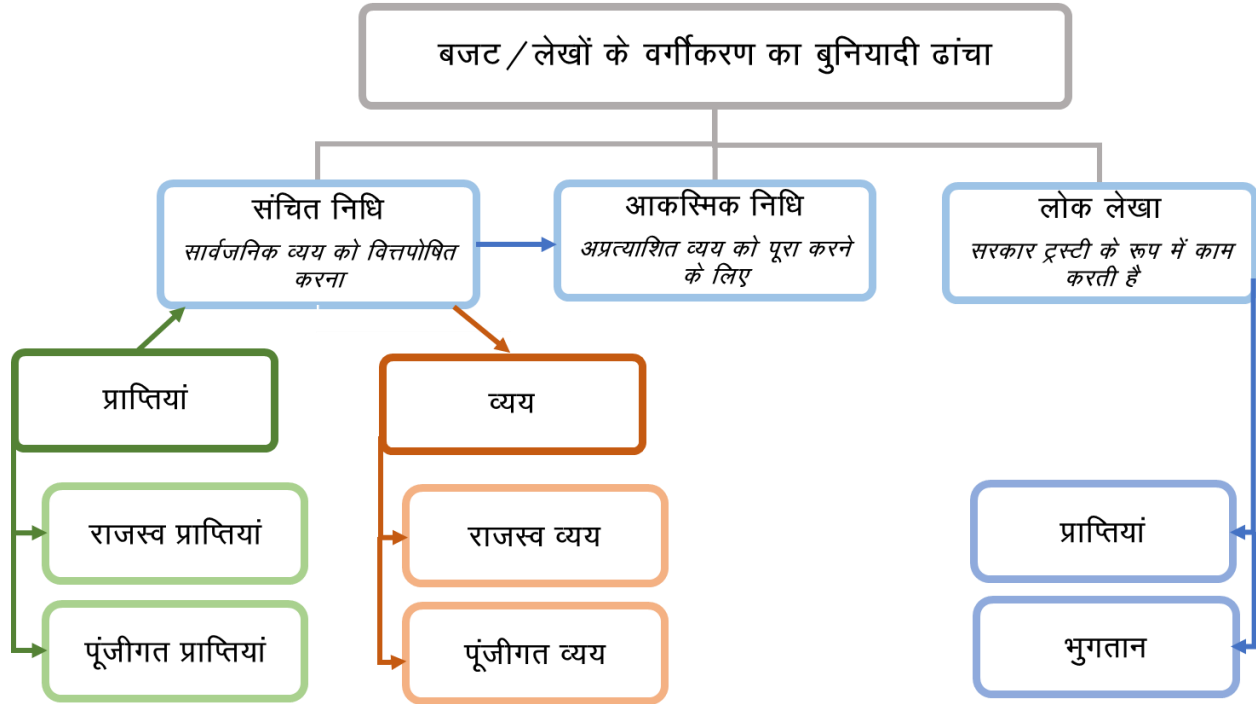 बजट/लेखों के वर्गीकरण का बुनियादी ढांचा
संचित निधि
सार्वजनिक व्यय को वित्तपोषित
करना
आकस्मिक निधि
अप्रत्याशित व्यय को पूरा करने
के लिए
लोक लेखा
सरकार ट्रस्टी के रूप में काम
करती है
प्राप्तियां
व्यय
राजस्व प्राप्तियां
राजस्व व्यय
प्राप्तियां
पूंजीगत प्राप्तियां
पूंजीगत व्यय
भुगतान